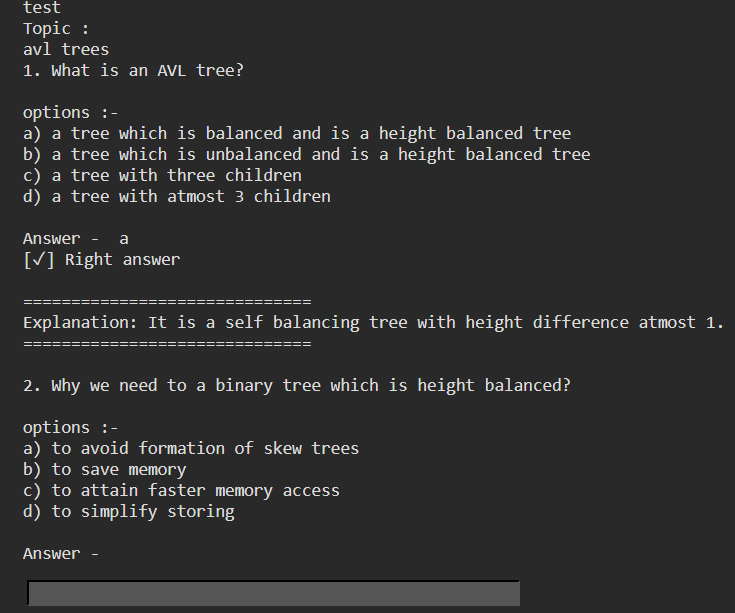 test
Topic :
avl trees
1. What is an AVL tree?
options :-
a) a tree which is balanced and is a height balanced tree
b) a tree which is unbalanced and is a height balanced tree
c) a tree with three children
d) a tree with atmost 3 children
Answer -  a
[✓] Right answer
==============================
Explanation: It is a self balancing tree with height difference atmost 1.
==============================
2. Why we need to a binary tree which is height balanced?
options :-
a) to avoid formation of skew trees
b) to save memory
c) to attain faster memory access
d) to simplify storing
Answer -